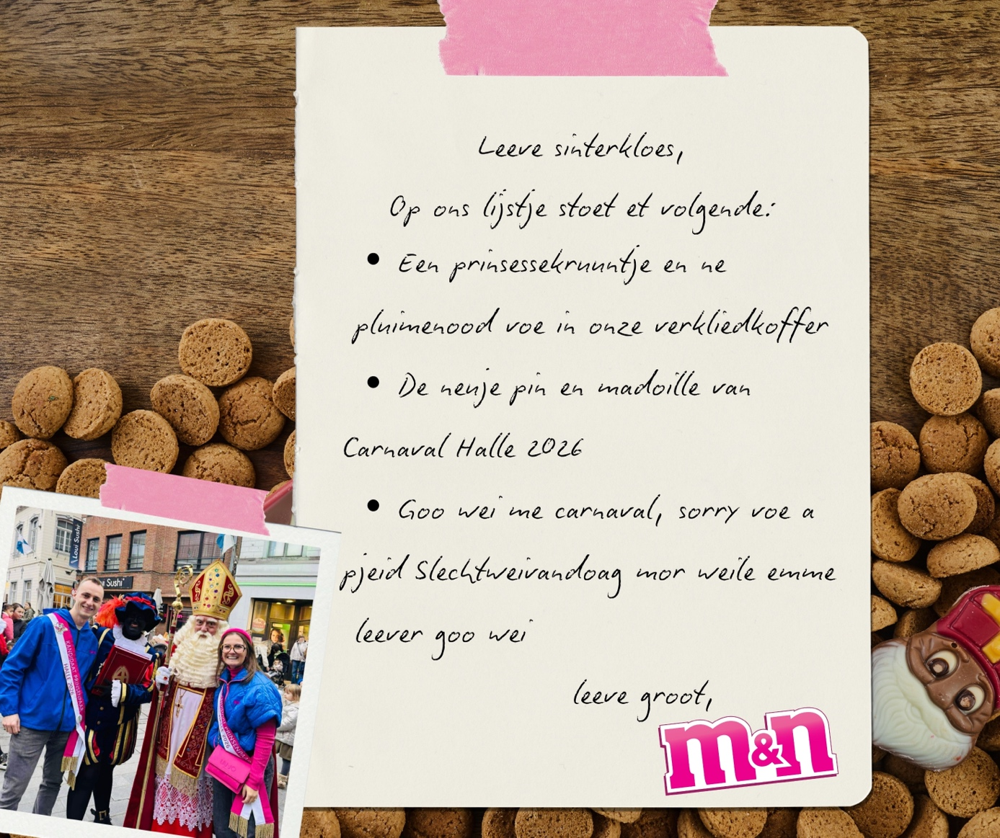 Leeve sinterkloes,
Op ons lijstje stoet et volgende:
• Een prinsessekruuntje en ne
pluimenood voe in onze verkliedkoffer
• De neuje pin en madoille van
Carnaval Halle 2026
• Goo wei me carnaval, sorry voe a
pjeid Slechtweivandoag mor weile emme
leever goo wei
leeve groot,
m&n
Loui Sushi
Sushi
KANDIDAAT PRINSENPAAR
HALLE 2026